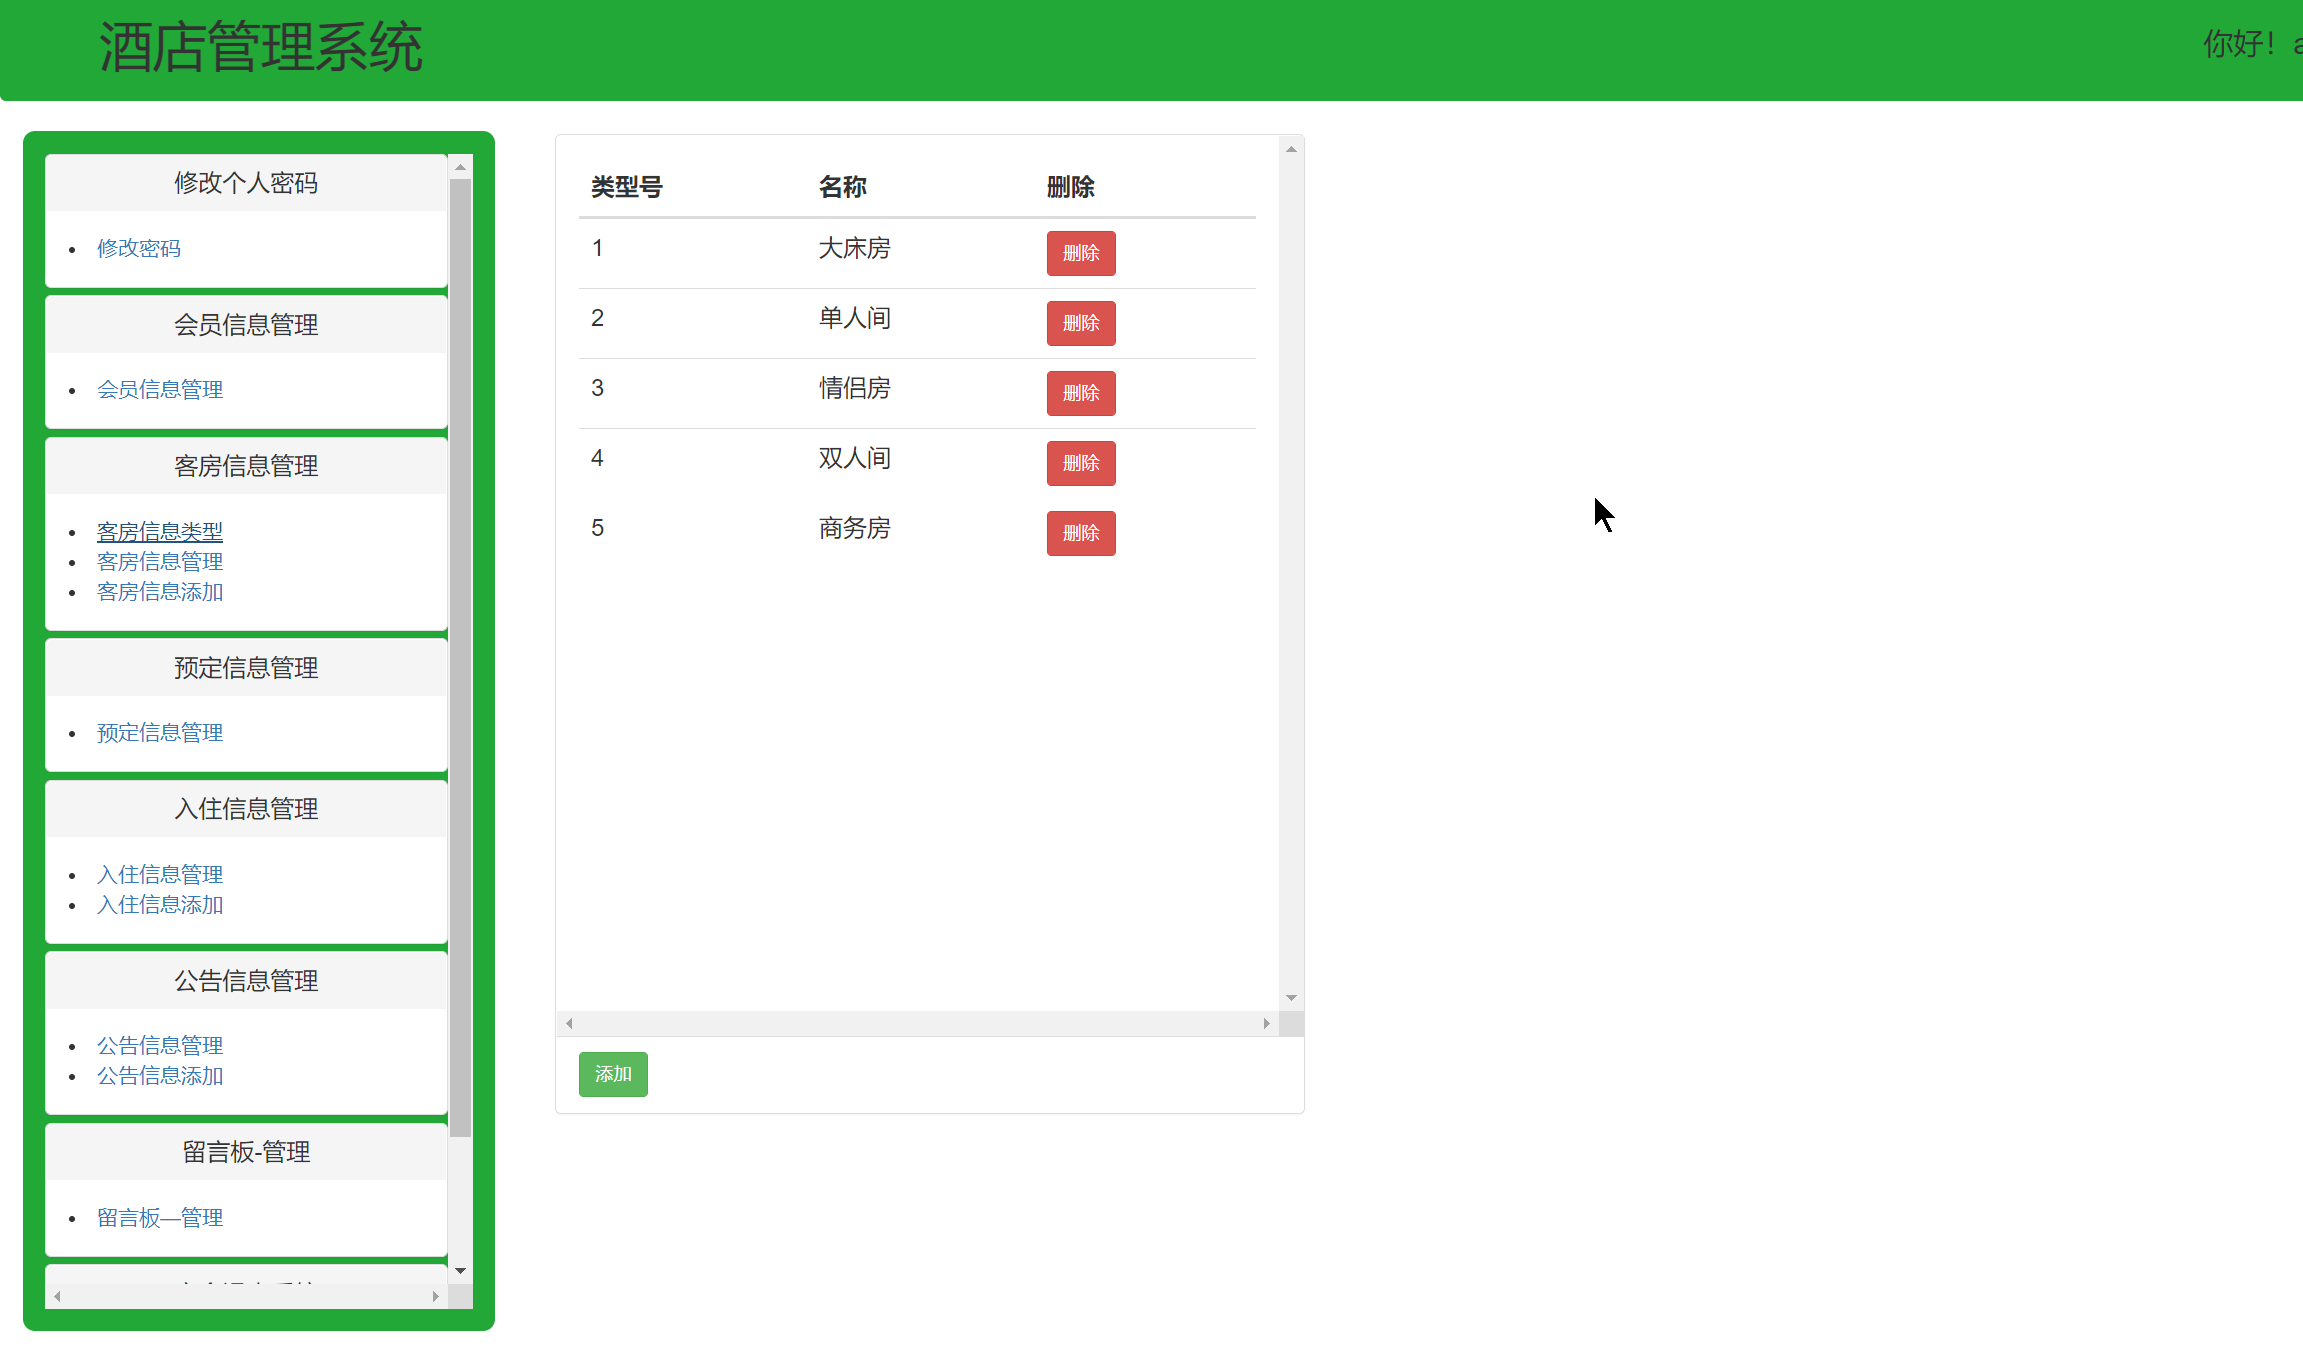 酒店管理系统
你好！a
修改个人密码
修改密码
会员信息管理
会员信息管理
客房信息管理
客房信息类型
客房信息管理
客房信息添加
预定信息管理
预定信息管理
入住信息管理
入住信息管理
入住信息添加
公告信息管理
公告信息管理
公告信息添加
留言板-管理
留言板—管理
类型号 名称 删除
1 大床房 删除
2 单人间 删除
3 情侣房 删除
4 双人间 删除
5 商务房 删除
添加